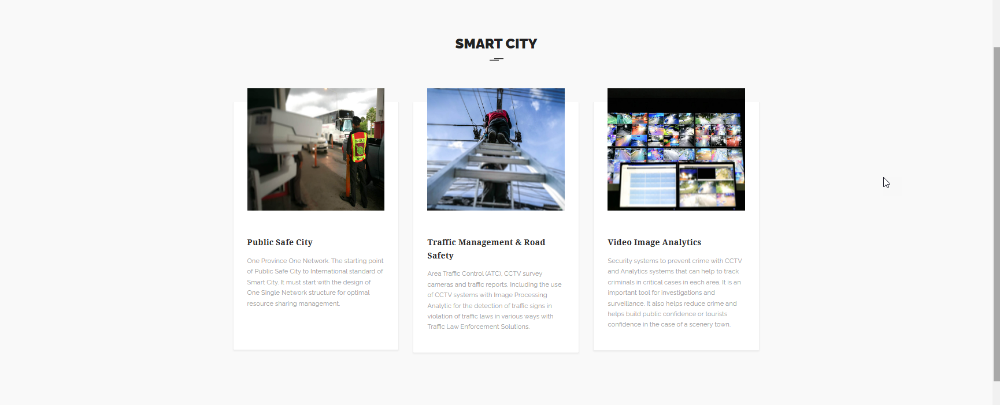 SMART CITY
Public Safe City
One Province One Network. The starting point
of Public Safe City to International standard of
Smart City. It must start with the design of
One Single Network structure for optimal
resource sharing management.
Traffic Management & Road
Safety
Area Traffic Control (ATC), CCTV survey
cameras and traffic reports. Including the use
of CCTV systems with Image Processing
Analytic for the detection of traffic signs in
violation of traffic laws in various ways with
Traffic Law Enforcement Solutions.
Video Image Analytics
Security systems to prevent crime with CCTV
and Analytics systems that can help to track
criminals in critical cases in each area. It is an
important tool for investigations and
surveillance. It also helps reduce crime and
helps build public confidence or tourists
confidence in the case of a scenery town.